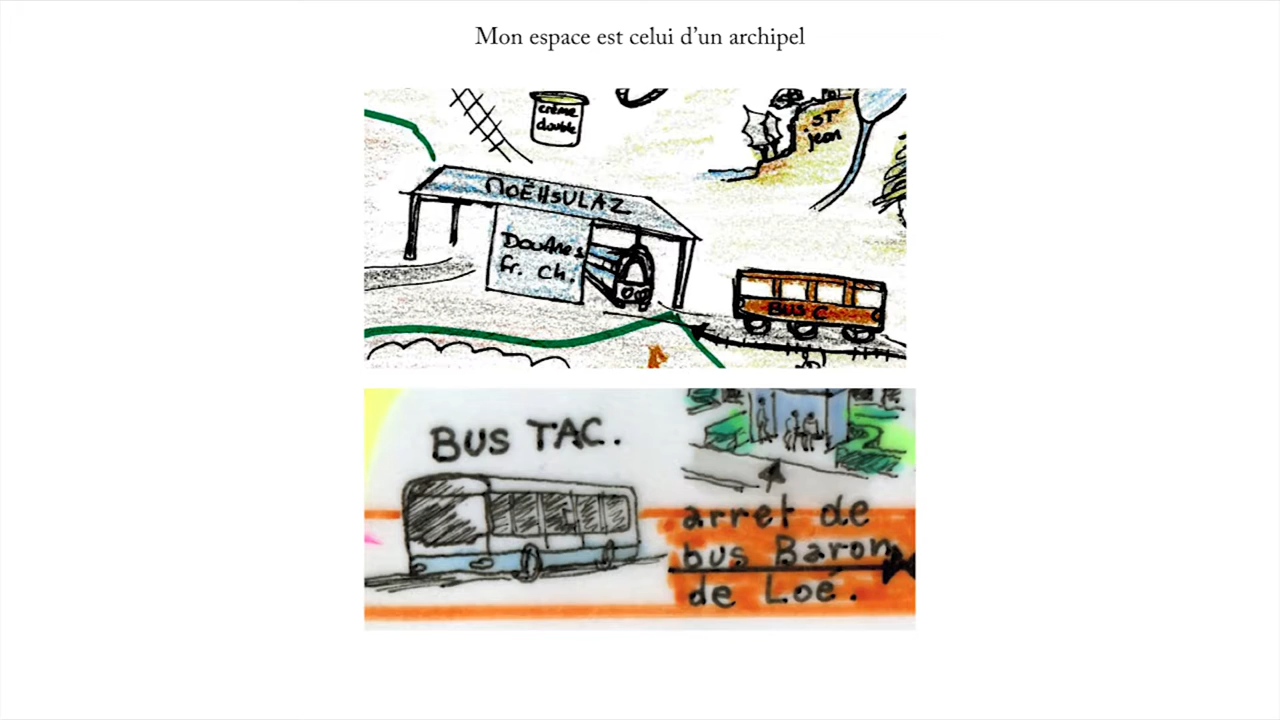 Mon espace est celui d'un archipel
crème
double
ST
jean
MOËHSULAZ
Douanes
fr. ch.
BUS C
BUS TAC.
arret de
bus Baron
de Loé.